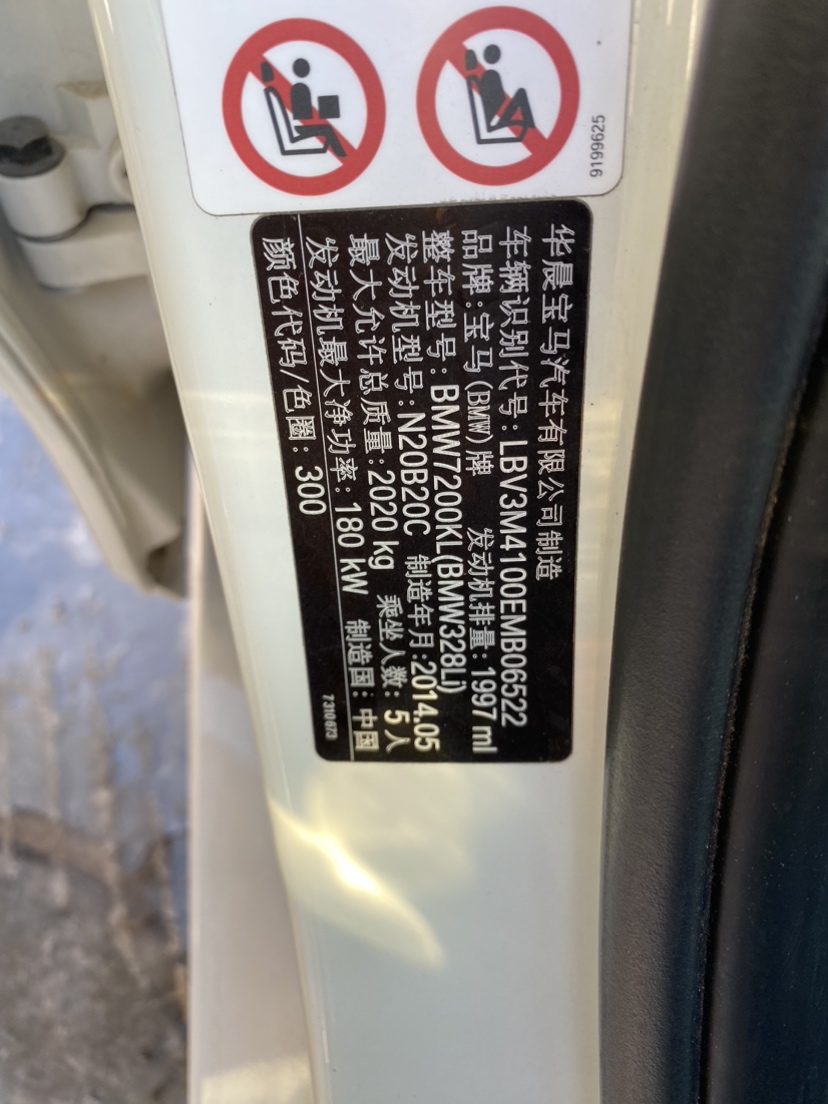 9199625
华晨宝马汽车有限公司制造
车辆识别代号: LBV3M4100EMB06522
品牌: 宝马(BMW)牌 发动机排量: 1997 ml
整车型号: BMW7200KL(BMW328Li)
发动机型号: N20B20C 制造年月: 2014.05
最大允许总质量: 2020 kg 乘坐人数: 5 人
发动机最大净功率: 180 kW 制造国: 中国
颜色代码/色圈: 300 7310673